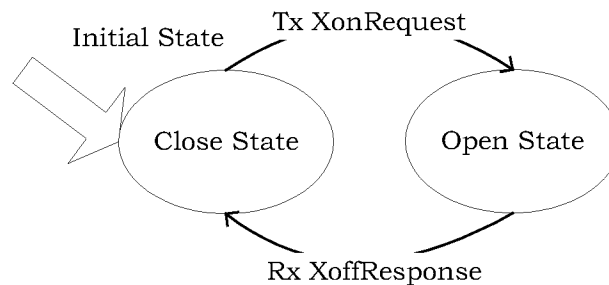 Tx XonRequest
Initial State
Close State
Open State
Rx XoffResponse